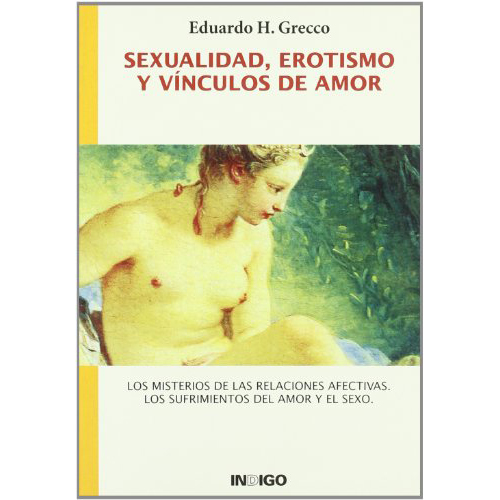 Eduardo H. Grecco
SEXUALIDAD, EROTISMO
Y VÍNCULOS DE AMOR
LOS MISTERIOS DE LAS RELACIONES AFECTIVAS.
LOS SUFRIMIENTOS DEL AMOR Y EL SEXO.
INDIGO